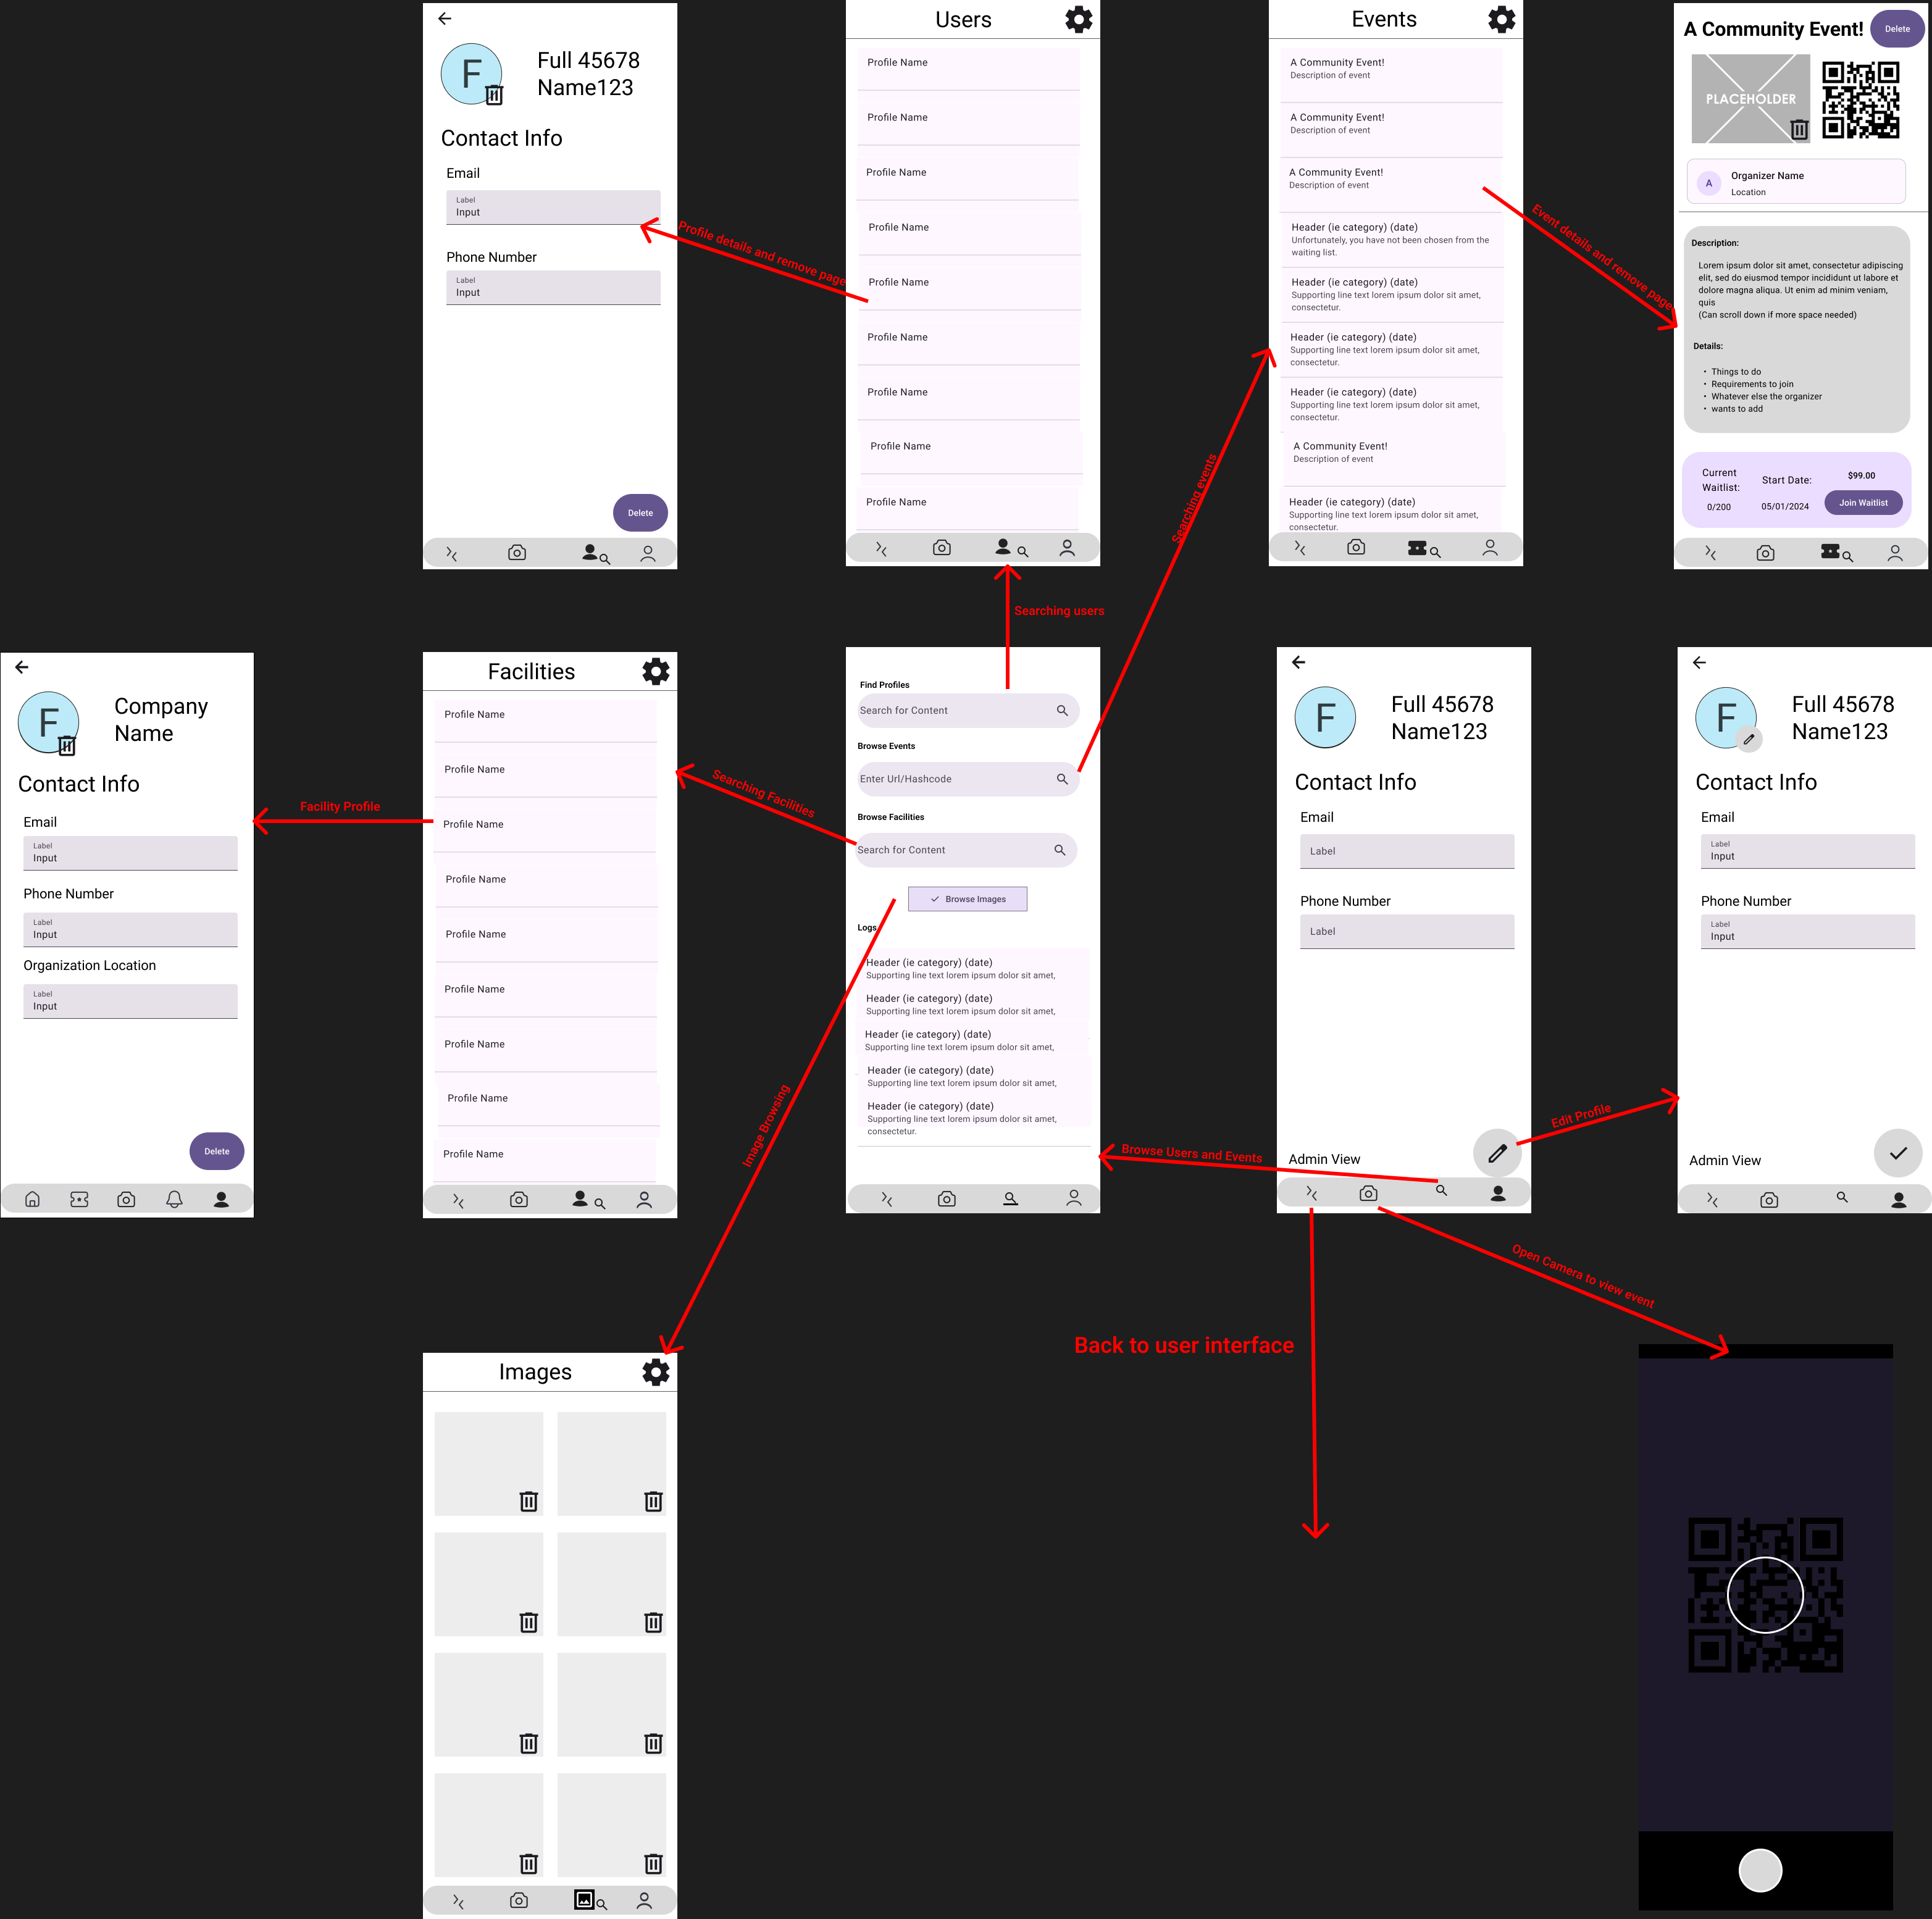 F
Full 45678
Name123
Contact Info
Email
Label
Input
Phone Number
Label
Input
Delete
Profile details and remove page
Users
Profile Name
Profile Name
Profile Name
Profile Name
Profile Name
Profile Name
Profile Name
Profile Name
Profile Name
Searching users
Events
A Community Event!
Description of event
A Community Event!
Description of event
A Community Event!
Description of event
Header (ie category) (date)
Unfortunately, you have not been chosen from the
waiting list.
Header (ie category) (date)
Supporting line text lorem ipsum dolor sit amet,
consectetur.
Header (ie category) (date)
Supporting line text lorem ipsum dolor sit amet,
consectetur.
Header (ie category) (date)
Supporting line text lorem ipsum dolor sit amet,
consectetur.
A Community Event!
Description of event
Header (ie category) (date)
Supporting line text lorem ipsum dolor sit amet,
consectetur.
Searching events
Event details and remove page
A Community Event!
Delete
PLACEHOLDER
A
Organizer Name
Location
Description:
Lorem ipsum dolor sit amet, consectetur adipiscing
elit, sed do eiusmod tempor incididunt ut labore et
dolore magna aliqua. Ut enim ad minim veniam,
quis
(Can scroll down if more space needed)
Details:
• Things to do
• Requirements to join
• Whatever else the organizer
• wants to add
Current
Waitlist:
0/200
Start Date:
05/01/2024
$99.00
Join Waitlist
F
Company
Name
Contact Info
Email
Label
Input
Phone Number
Label
Input
Organization Location
Label
Input
Delete
Facility Profile
Facilities
Profile Name
Profile Name
Profile Name
Profile Name
Profile Name
Profile Name
Profile Name
Profile Name
Profile Name
Searching Facilities
Find Profiles
Search for Content
Browse Events
Enter Url/Hashcode
Browse Facilities
Search for Content
Browse Images
Logs
Header (ie category) (date)
Supporting line text lorem ipsum dolor sit amet,
Header (ie category) (date)
Supporting line text lorem ipsum dolor sit amet,
Header (ie category) (date)
Supporting line text lorem ipsum dolor sit amet,
Header (ie category) (date)
Supporting line text lorem ipsum dolor sit amet,
Header (ie category) (date)
Supporting line text lorem ipsum dolor sit amet,
consectetur.
Image Browsing
Browse Users and Events
F
Full 45678
Name123
Contact Info
Email
Label
Phone Number
Label
Admin View
Edit Profile
F
Full 45678
Name123
Contact Info
Email
Label
Input
Phone Number
Label
Input
Admin View
Open Camera to view event
Back to user interface
Images